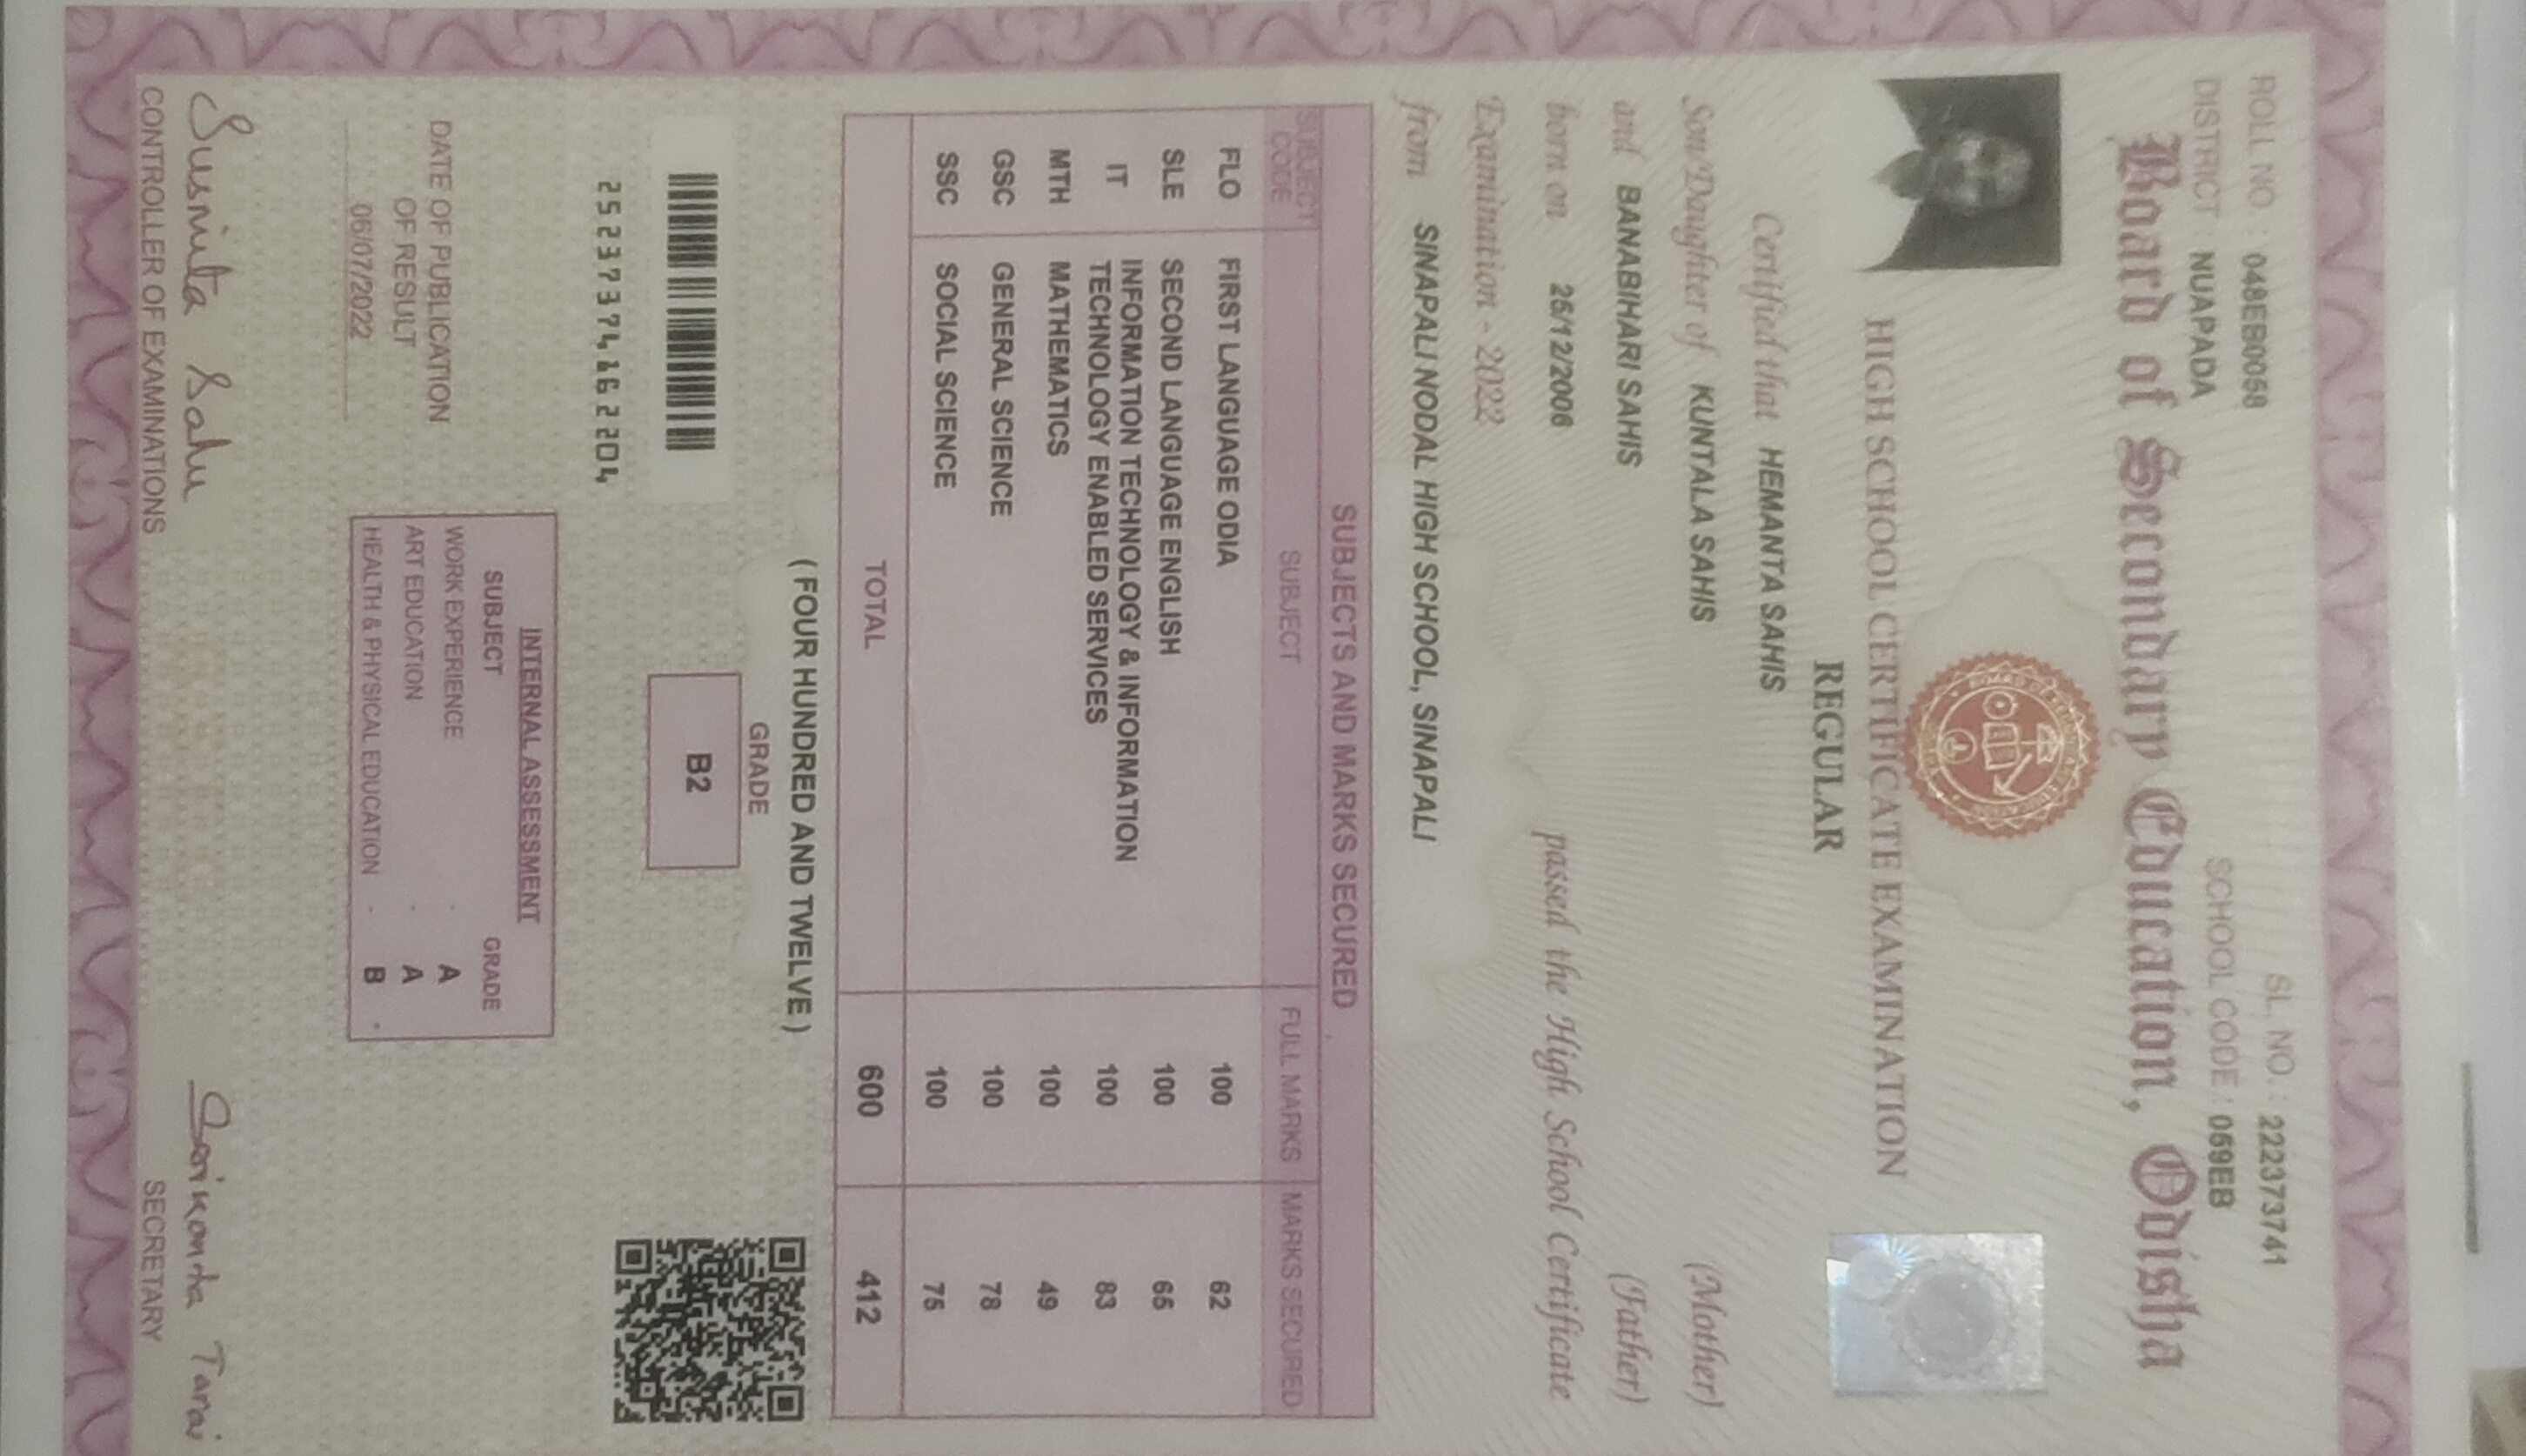 ROLL NO. : 048EB0058 SL. NO. : 222373741
DISTRICT : NUAPADA SCHOOL CODE : 059EB
Board of Secondary Education, Odisha
HIGH SCHOOL CERTIFICATE EXAMINATION
REGULAR
Certified that HEMANTA SAHIS
Son/Daughter of KUNTALA SAHIS (Mother)
and BANABIHARI SAHIS (Father)
born on 25/12/2006 passed the High School Certificate
Examination - 2022
from SINAPALI NODAL HIGH SCHOOL, SINAPALI
SUBJECTS AND MARKS SECURED
SUBJECT CODE SUBJECT FULL MARKS MARKS SECURED
FLO FIRST LANGUAGE ODIA 100 62
SLE SECOND LANGUAGE ENGLISH 100 65
IT INFORMATION TECHNOLOGY & INFORMATION
TECHNOLOGY ENABLED SERVICES 100 83
MTH MATHEMATICS 100 49
GSC GENERAL SCIENCE 100 78
SSC SOCIAL SCIENCE 100 75
TOTAL 600 412
( FOUR HUNDRED AND TWELVE )
GRADE
B2
25237374162204
INTERNAL ASSESSMENT
SUBJECT GRADE
WORK EXPERIENCE - A
ART EDUCATION - A
HEALTH & PHYSICAL EDUCATION - B
DATE OF PUBLICATION
OF RESULT
06/07/2022
Susmita Sahu
CONTROLLER OF EXAMINATIONS
Tarai
SECRETARY